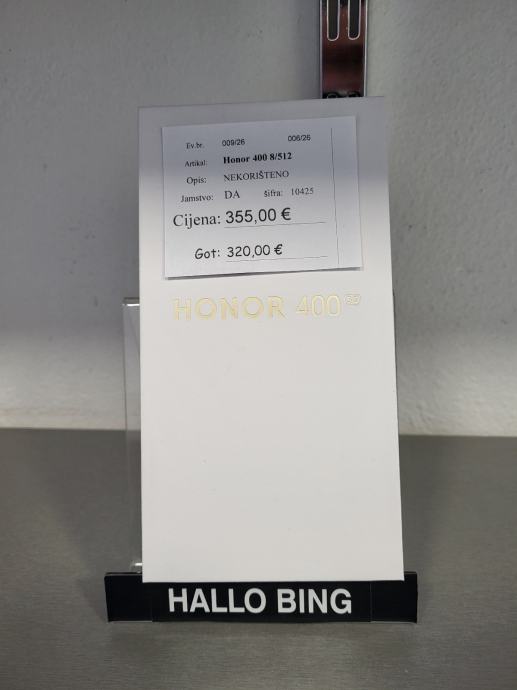 Ev.br. 009/26 006/26
Artikal: Honor 400 8/512
Opis: NEKORIŠTENO
Jamstvo: DA šifra: 10425
Cijena: 355,00 €
Got: 320,00 €
HONOR 400 5G
HALLO BING